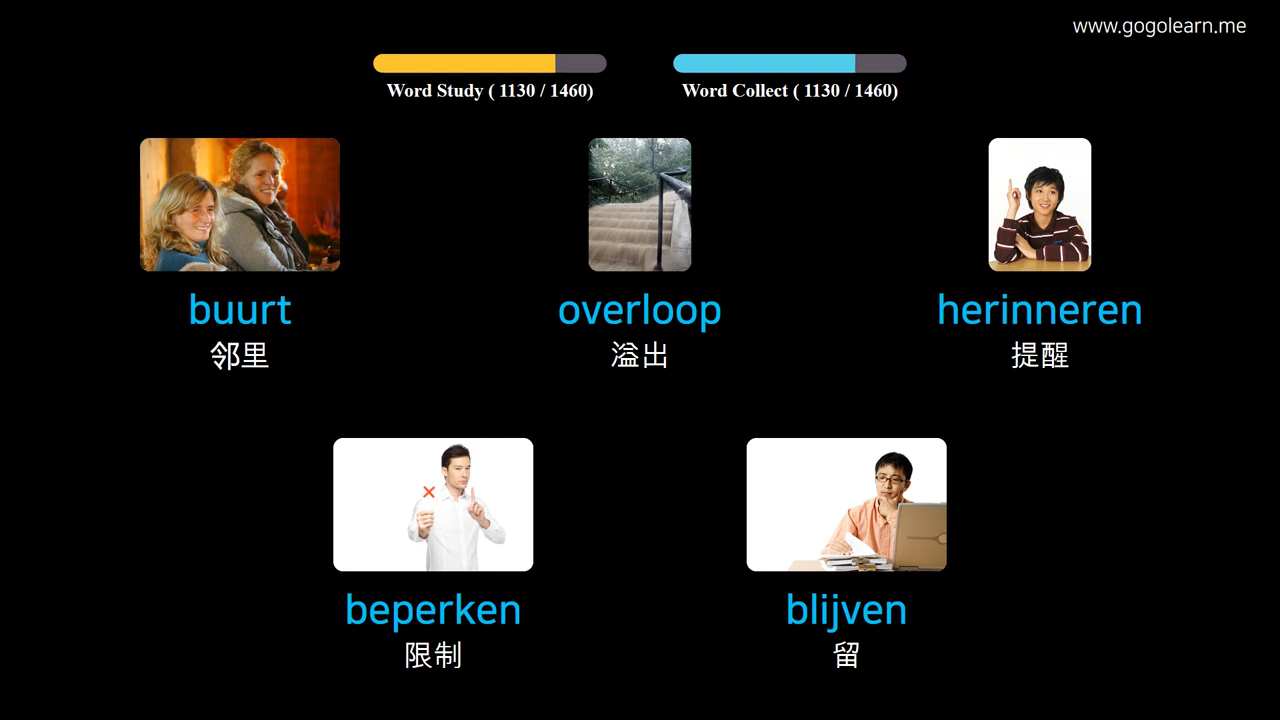 www.gogolearn.me
Word Study ( 1130 / 1460)
Word Collect ( 1130 / 1460)
buurt
邻里
overloop
溢出
herinneren
提醒
beperken
限制
blijven
留